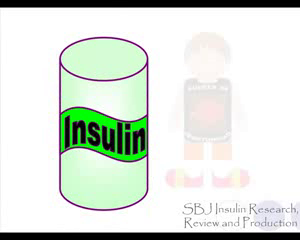 Insulin
SBJ Insulin Research,
Review and Production